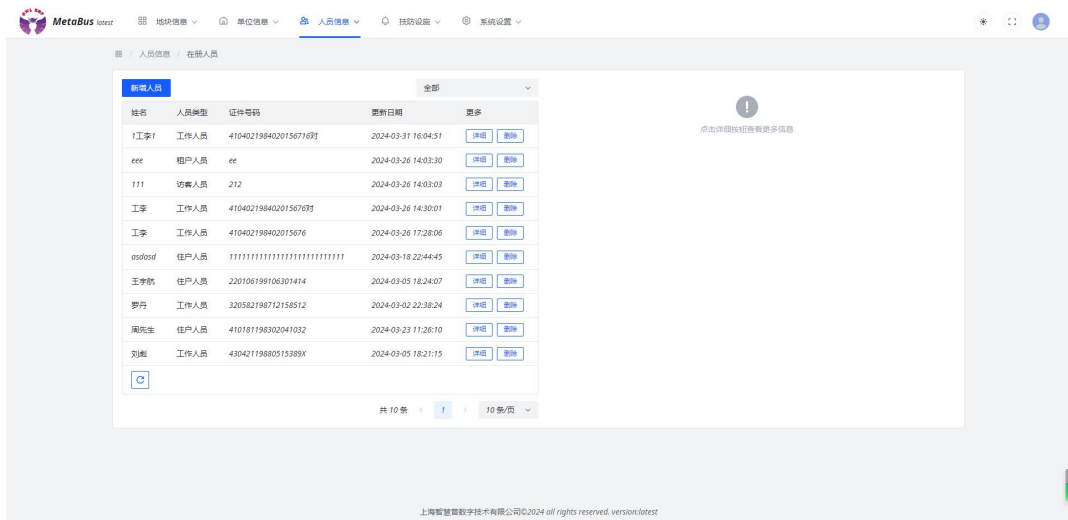 OWL EYE
MetaBus latest 地块信息 单位信息 人员信息 技防设施 系统设置
/ 人员信息 / 在册人员
新增人员 全部
姓名 人员类型 证件号码 更新日期 更多
1工李1 工作人员 41040219840201567 16对 2024-03-31 16:04:51 详细 删除
eee 租户人员 ee 2024-03-26 14:03:30 详细 删除
111 访客人员 212 2024-03-26 14:03:03 详细 删除
工李 工作人员 410402198402015676对 2024-03-26 14:30:01 详细 删除
工李 工作人员 410402198402015676 2024-03-26 17:28:06 详细 删除
asdasd 住户人员 1111111111111111111111111111 2024-03-18 22:44:45 详细 删除
王宇航 住户人员 220106199106301414 2024-03-05 18:24:07 详细 删除
罗丹 工作人员 320582198712158512 2024-03-02 22:38:24 详细 删除
周先生 住户人员 410181198302041032 2024-03-23 11:26:10 详细 删除
刘彪 工作人员 43042119880515389X 2024-03-05 18:21:15 详细 删除
共 10 条 1 10 条/页
点击详细按钮查看更多信息
上海智慧普数字技术有限公司©2024 all rights reserved. version:latest